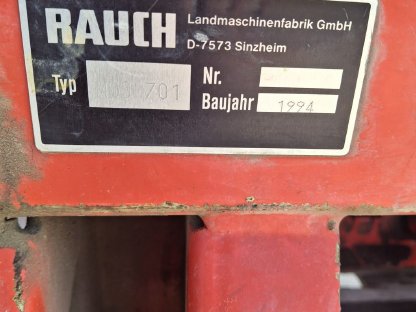 RAUCH Landmaschinenfabrik GmbH
D-7573 Sinzheim
Typ 701 Nr.
Baujahr 1994